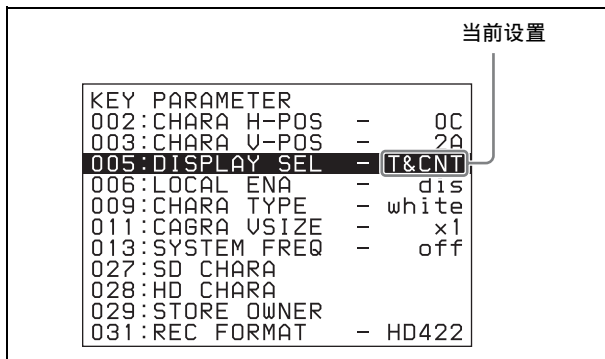 当前设置
KEY PARAMETER
002:CHARA H-POS - 0C
003:CHARA V-POS - 2A
005:DISPLAY SEL - T&CNT
006:LOCAL ENA - dis
009:CHARA TYPE - white
011:CAGRA VSIZE - x1
013:SYSTEM FREQ - off
027:SD CHARA
028:HD CHARA
029:STORE OWNER
031:REC FORMAT - HD422